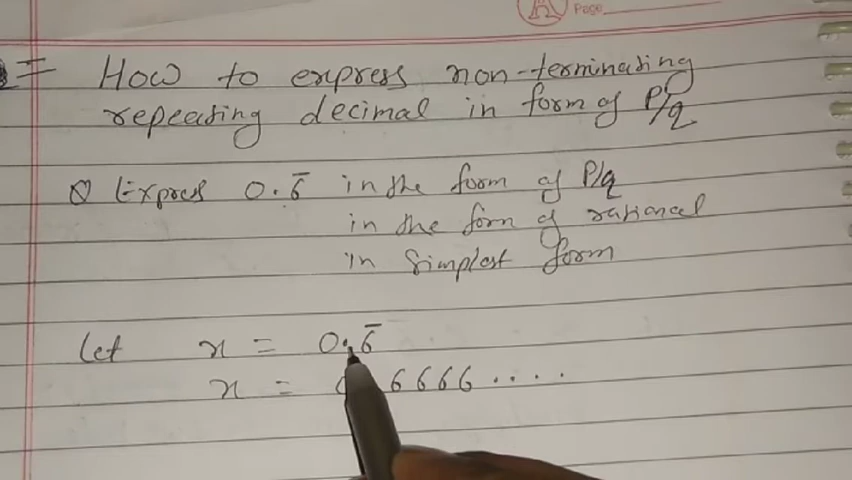 Page
= How to express non-terminating
repeating decimal in form of P/q
Q Express 0.6̅ in the form of P/q
in the form of rational
in simplest form
Let x = 0.6̅
x = 6666....